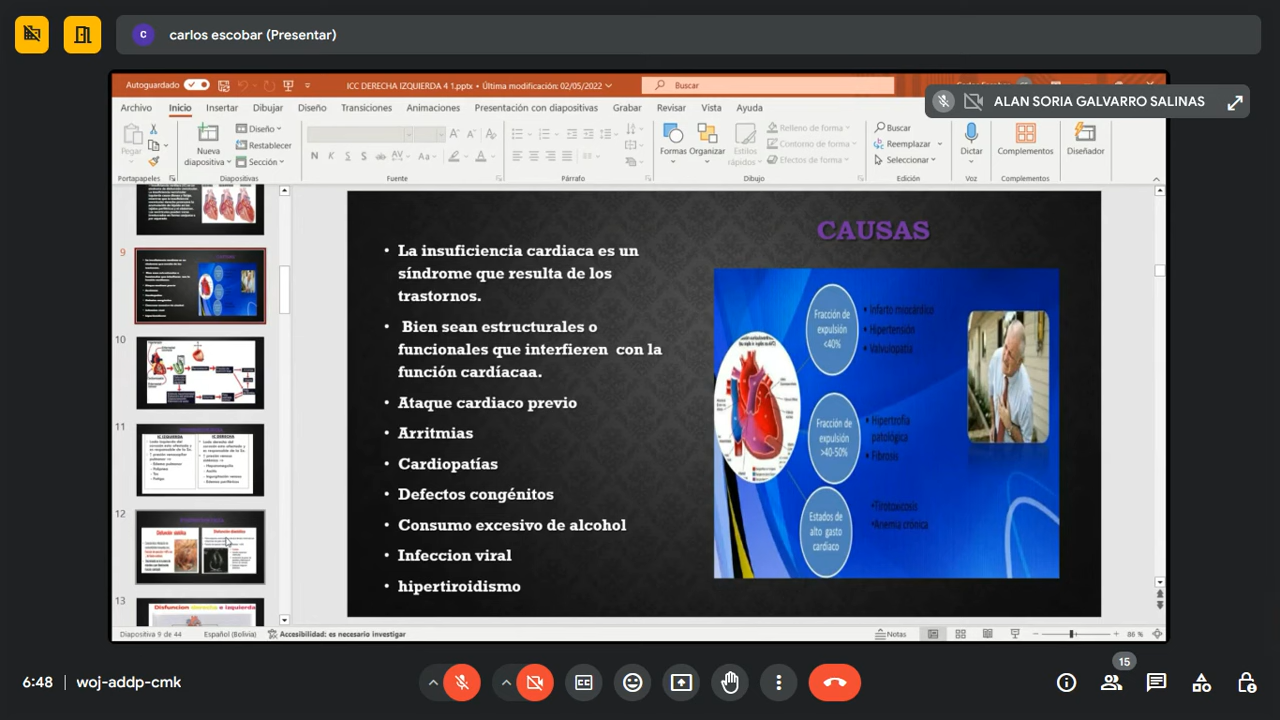 C
carlos escobar (Presentar)
Autoguardado
ICC DERECHA IZQUIERDA 4 1.pptx • Última modificación: 02/05/2022
Buscar
ALAN SORIA GALVARRO SALINAS
Archivo Inicio Insertar Dibujar Diseño Transiciones Animaciones Presentación con diapositivas Grabar Revisar Vista Ayuda
Pegar
Nueva
diapositiva
Diseño
Restablecer
Sección
Formas
Organizar
Estilos
rápidos
Relleno de forma
Contorno de forma
Efectos de forma
Buscar
Reemplazar
Seleccionar
Dictar
Complementos
Diseñador
Portapapeles
Diapositivas
Fuente
Párrafo
Dibujo
Edición
Voz
Complementos
9
10
11
12
13
CAUSAS
• La insuficiencia cardiaca es un
síndrome que resulta de los
trastornos.
• Bien sean estructurales o
funcionales que interfieren con la
función cardíacaa.
• Ataque cardiaco previo
• Arritmias
• Cardiopatías
• Defectos congénitos
• Consumo excesivo de alcohol
• Infeccion viral
• hipertiroidismo
Fracción de
expulsión
<40%
• Infarto miocárdico
• Hipertensión
• Valvulopatía
Fracción de
expulsión
>40-50%
• Hipertrofia
patológica
• Fibrosis
Estados de
alto gasto
cardiaco
• Tirotoxicosis
• Anemia crónica
Diapositiva 9 de 44
Español (Bolivia)
Accesibilidad: es necesario investigar
Notas
86 %
6:48 | woj-addp-cmk
15